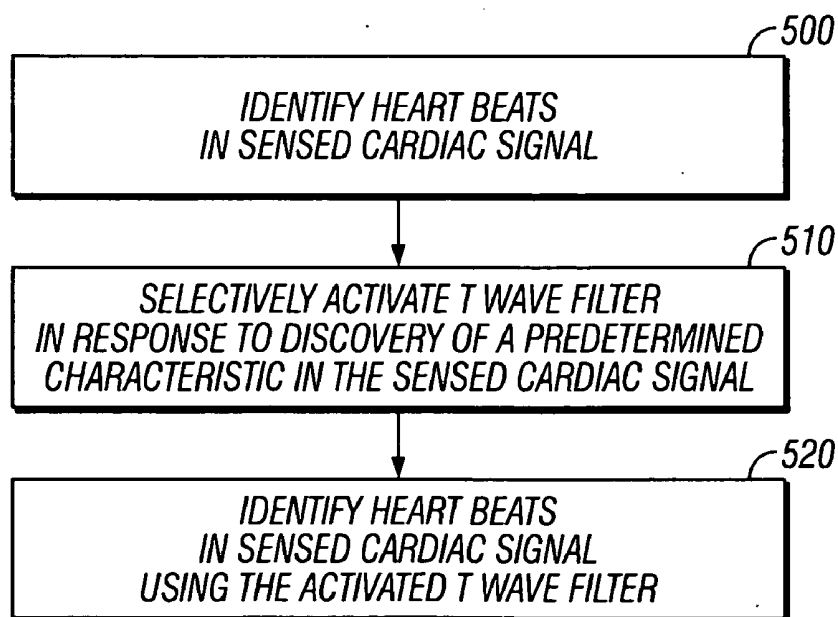 500
IDENTIFY HEART BEATS
IN SENSED CARDIAC SIGNAL
510
SELECTIVELY ACTIVATE T WAVE FILTER
IN RESPONSE TO DISCOVERY OF A PREDETERMINED
CHARACTERISTIC IN THE SENSED CARDIAC SIGNAL
520
IDENTIFY HEART BEATS
IN SENSED CARDIAC SIGNAL
USING THE ACTIVATED T WAVE FILTER